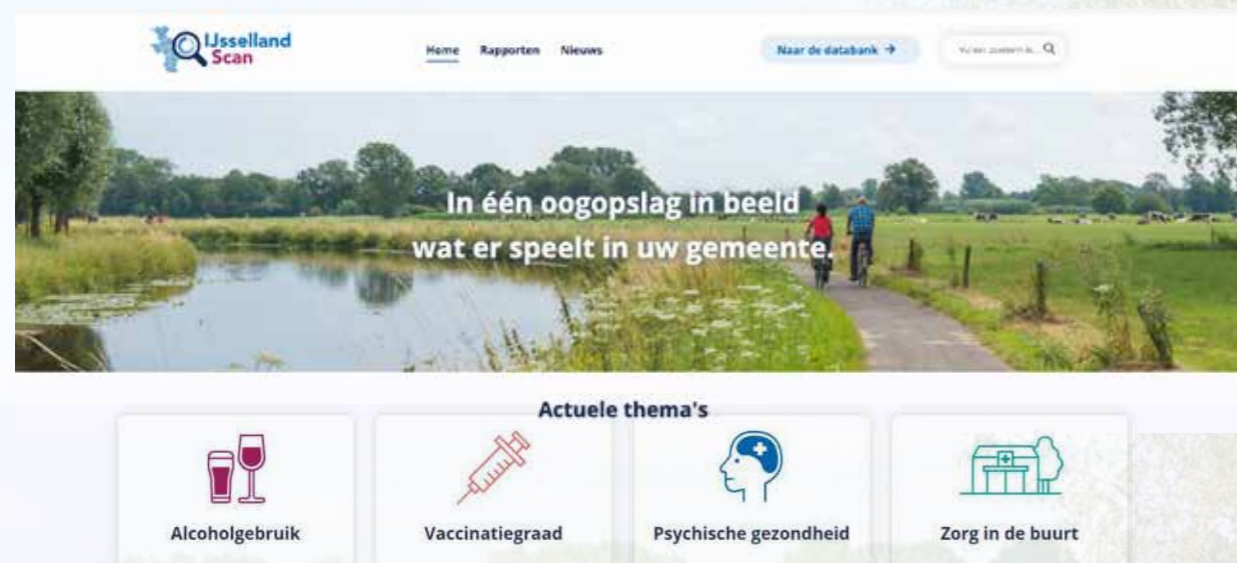 IJsselland
Scan
Home Rapporten Nieuws
Naar de databank →
In één oogopslag in beeld
wat er speelt in uw gemeente.
Actuele thema's
Alcoholgebruik Vaccinatiegraad Psychische gezondheid Zorg in de buurt